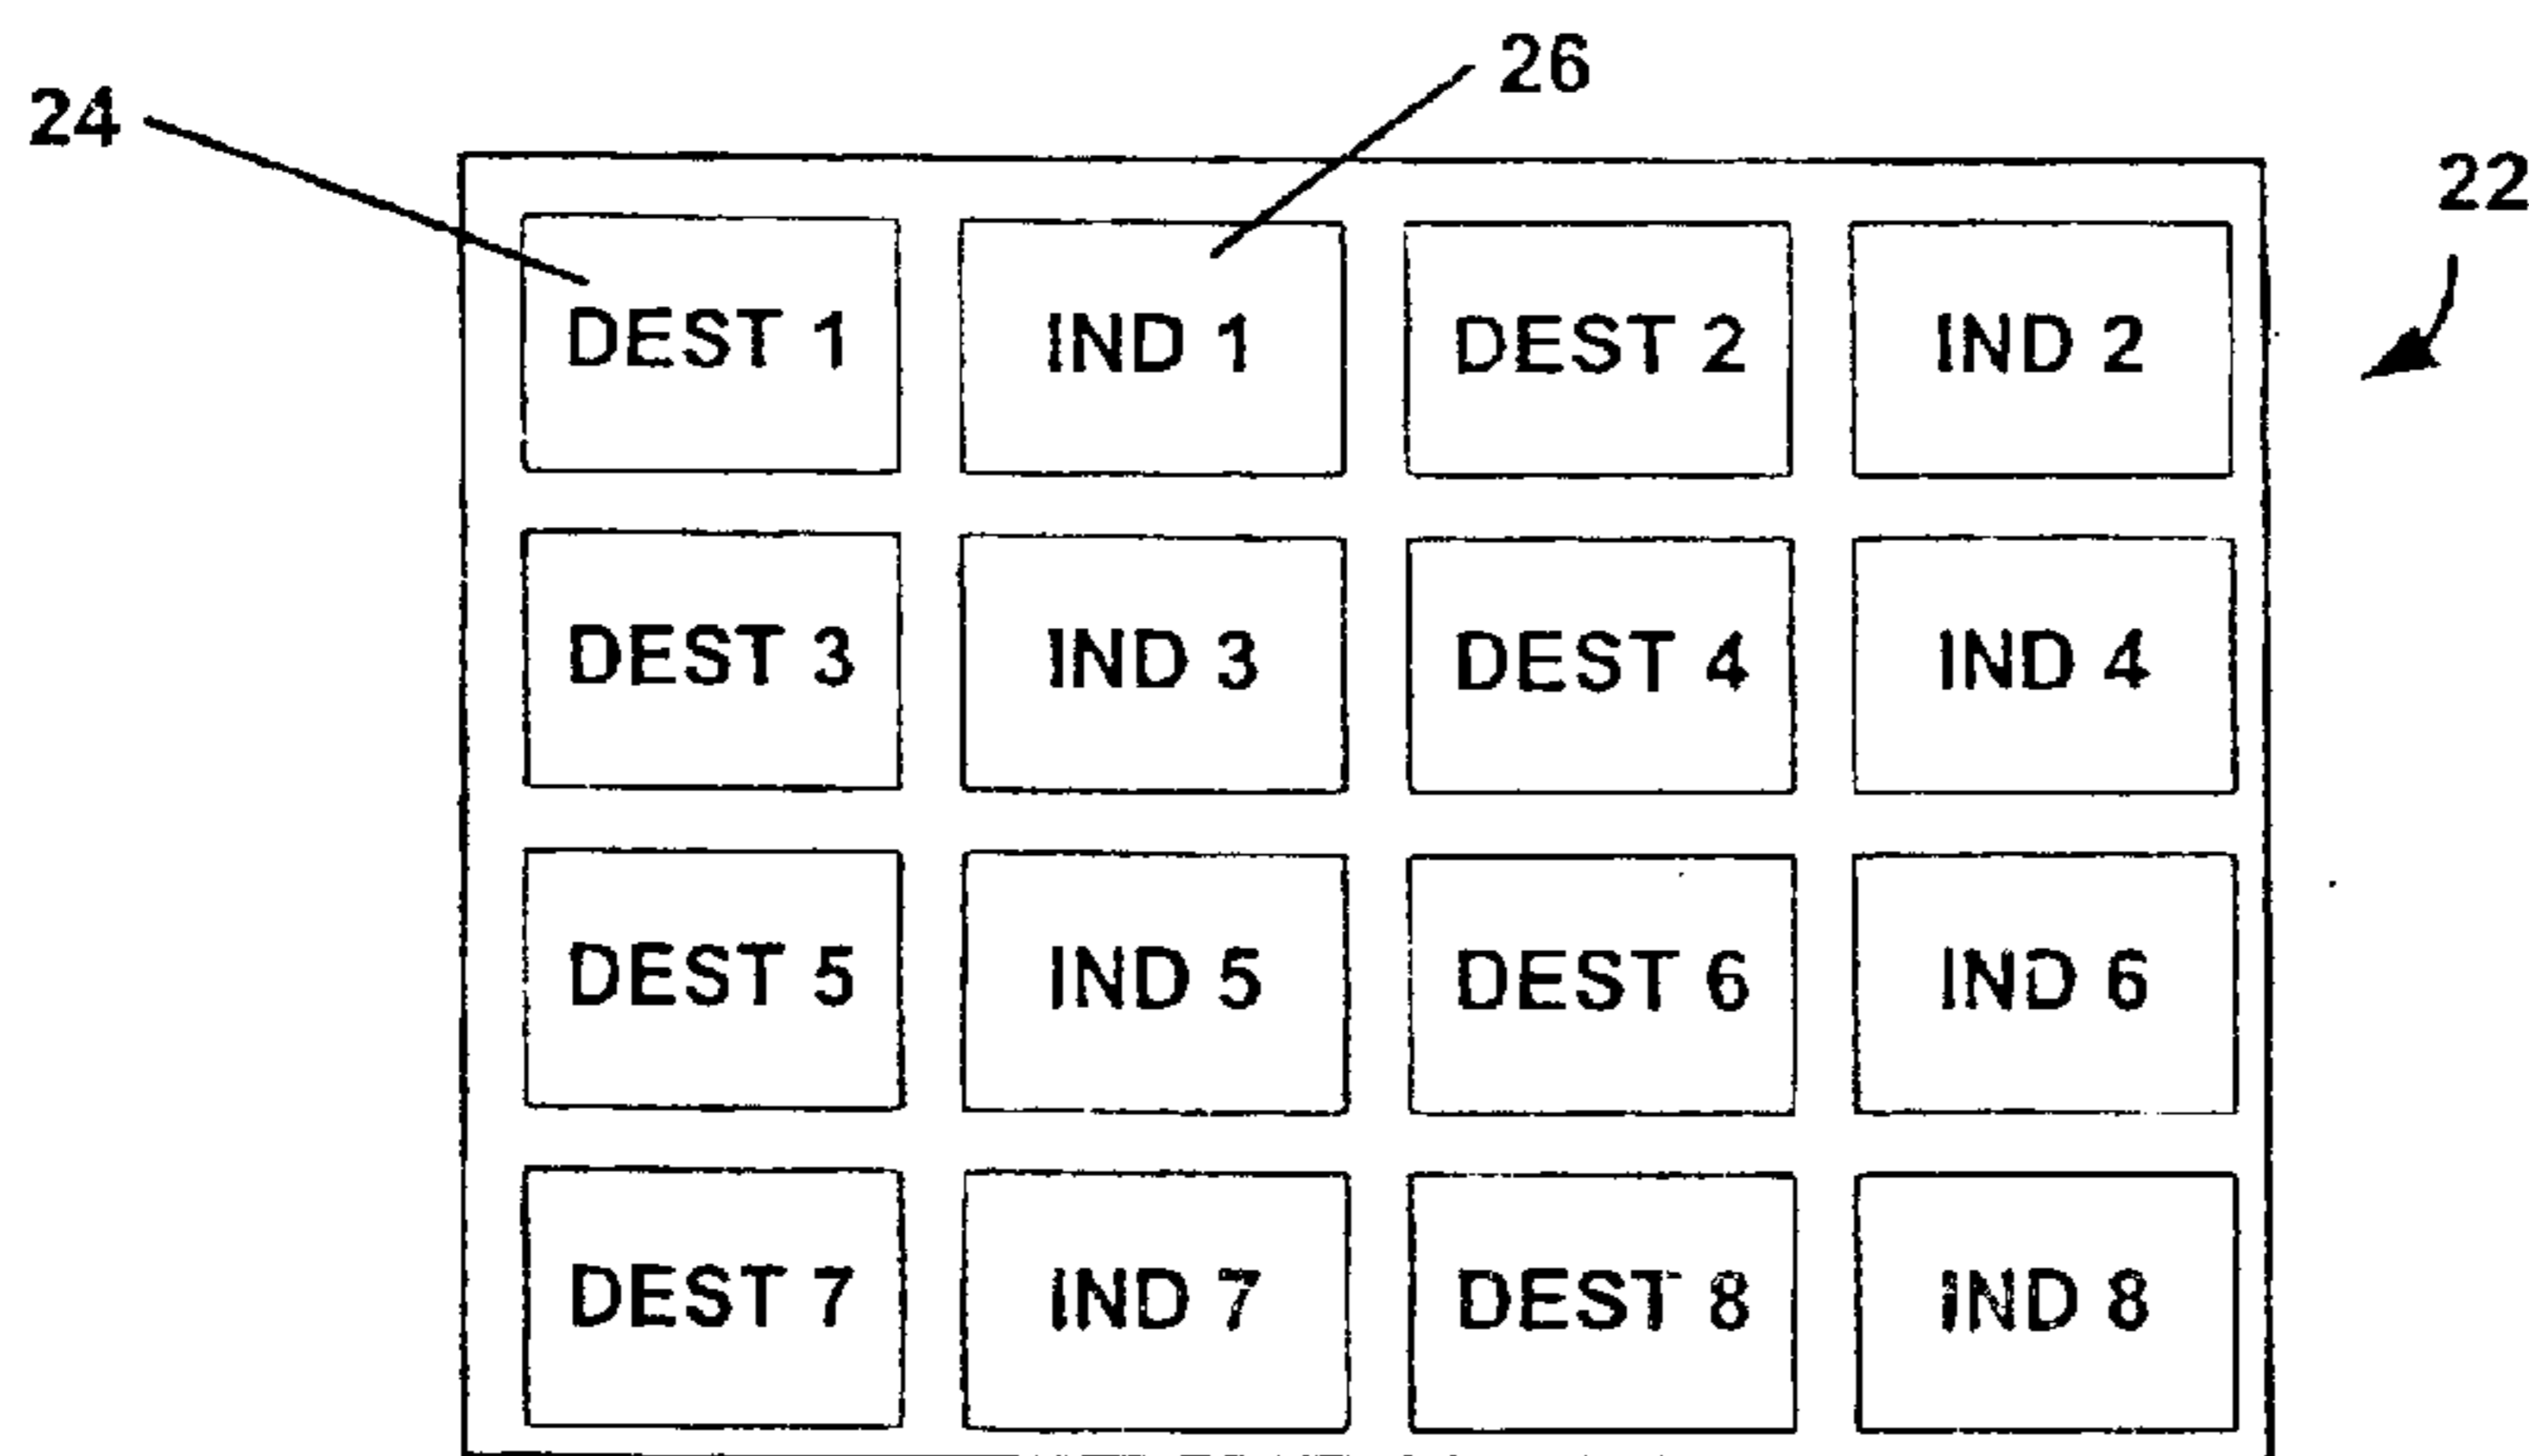 26
24
22
DEST 1 IND 1 DEST 2 IND 2
DEST 3 IND 3 DEST 4 IND 4
DEST 5 IND 5 DEST 6 IND 6
DEST 7 IND 7 DEST 8 IND 8